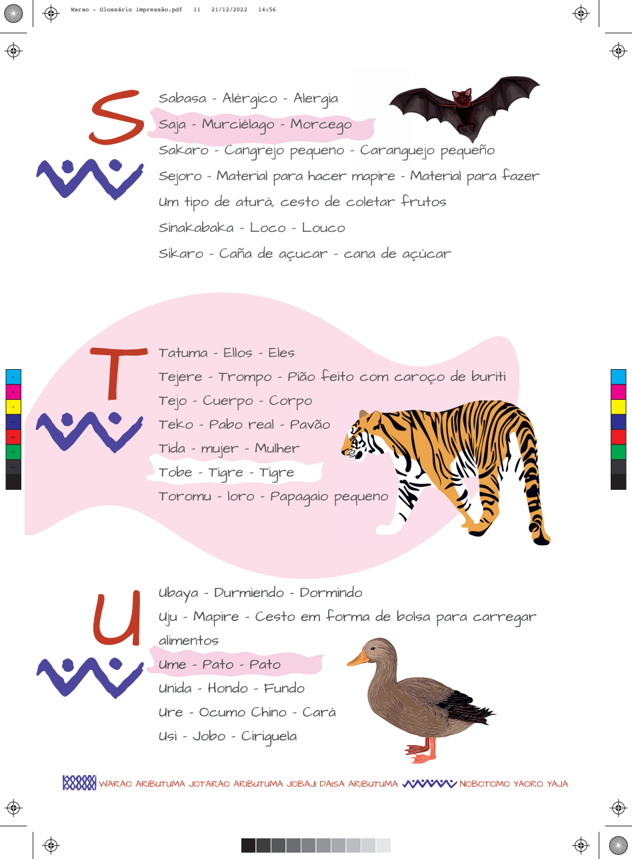 Warao - Glossário impressão.pdf 11 21/12/2022 14:56
S
Sabasa - Alérgico - Alergia
Saja - Murciélago - Morcego
Sakaro - Cangrejo pequeno - Caranguejo pequeño
Sejoro - Material para hacer mapire - Material para fazer
um tipo de aturá, cesto de coletar frutos
Sinakabaka - Loco - Louco
Síkaro - Caña de açucar - cana de açúcar
T
Tatuma - Ellos - Eles
Tejere - Trompo - Pião feito com caroço de buriti
Tejo - Cuerpo - Corpo
Teko - Pabo real - Pavão
Tida - mujer - Mulher
Tobe - Tigre - Tigre
Toromu - loro - Papagaio pequeno
U
Ubaya - Durmiendo - Dormindo
Uju - Mapire - Cesto em forma de bolsa para carregar
alimentos
Ume - Pato - Pato
Unida - Hondo - Fundo
Ure - Ocumo Chino - Cará
Usi - Jobo - Ciriguela
WARAO ARIBUTUMA JOTARAO ARIBUTUMA JOBAJI DAISA ARIBUTUMA NOBOTOMO YAORO YAJA